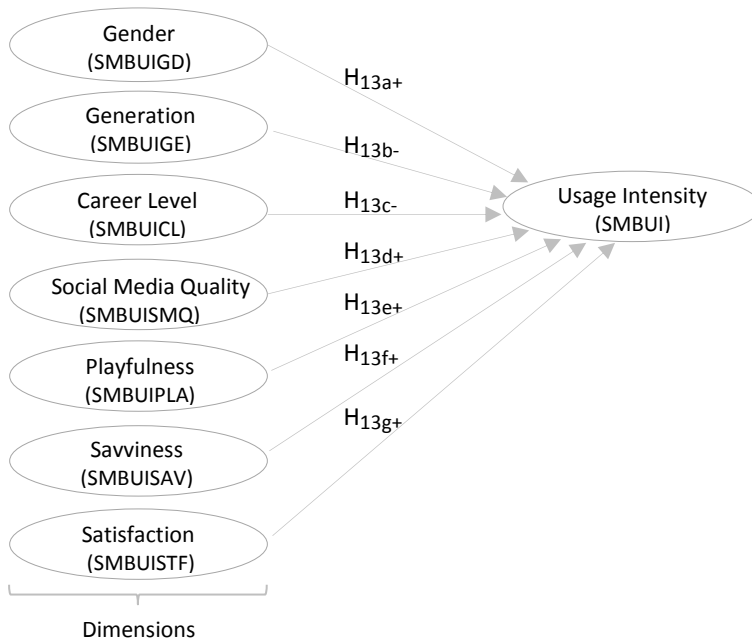 Gender
(SMBUIGD)
H13a+
Generation
(SMBUIGE)
H13b-
Career Level
(SMBUICL)
H13c-
Usage Intensity
(SMBUI)
Social Media Quality
(SMBUISMQ)
H13d+
Playfulness
(SMBUIPLA)
H13e+
Savviness
(SMBUISAV)
H13f+
Satisfaction
(SMBUISTF)
H13g+
Dimensions